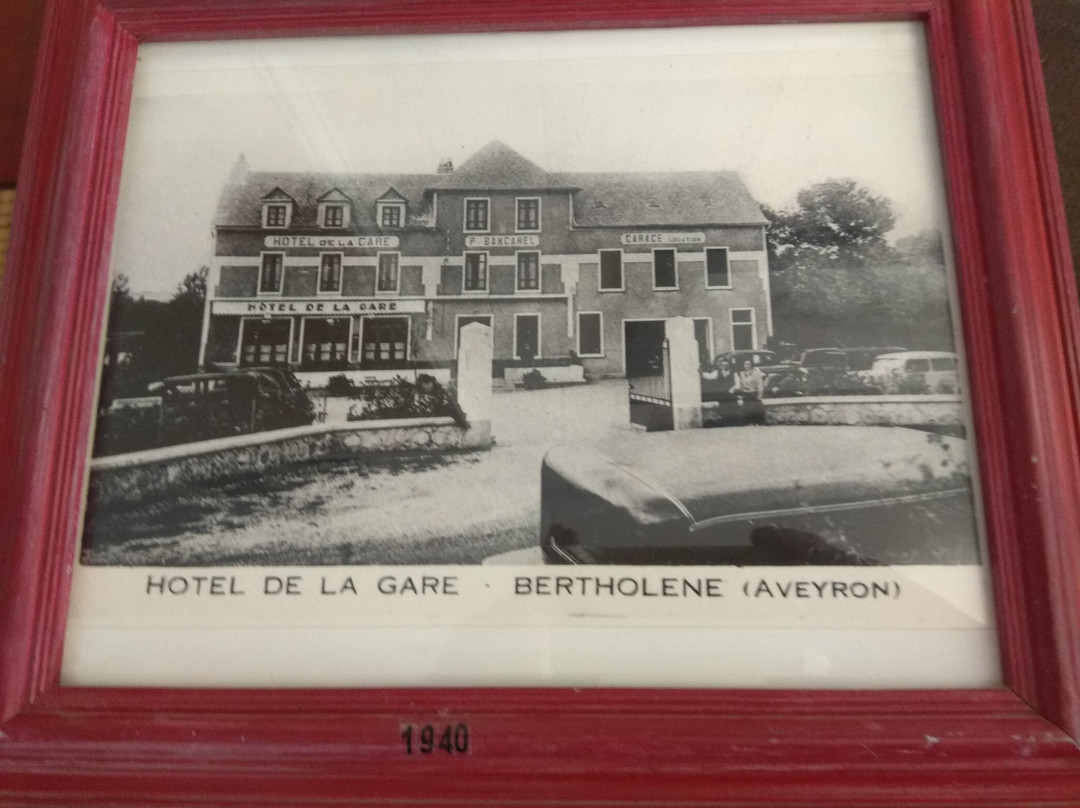 HOTEL DE LA GARE
P. BANCAREL
GARAGE
HOTEL DE LA GARE
HOTEL DE LA GARE - BERTHOLENE (AVEYRON)
1940